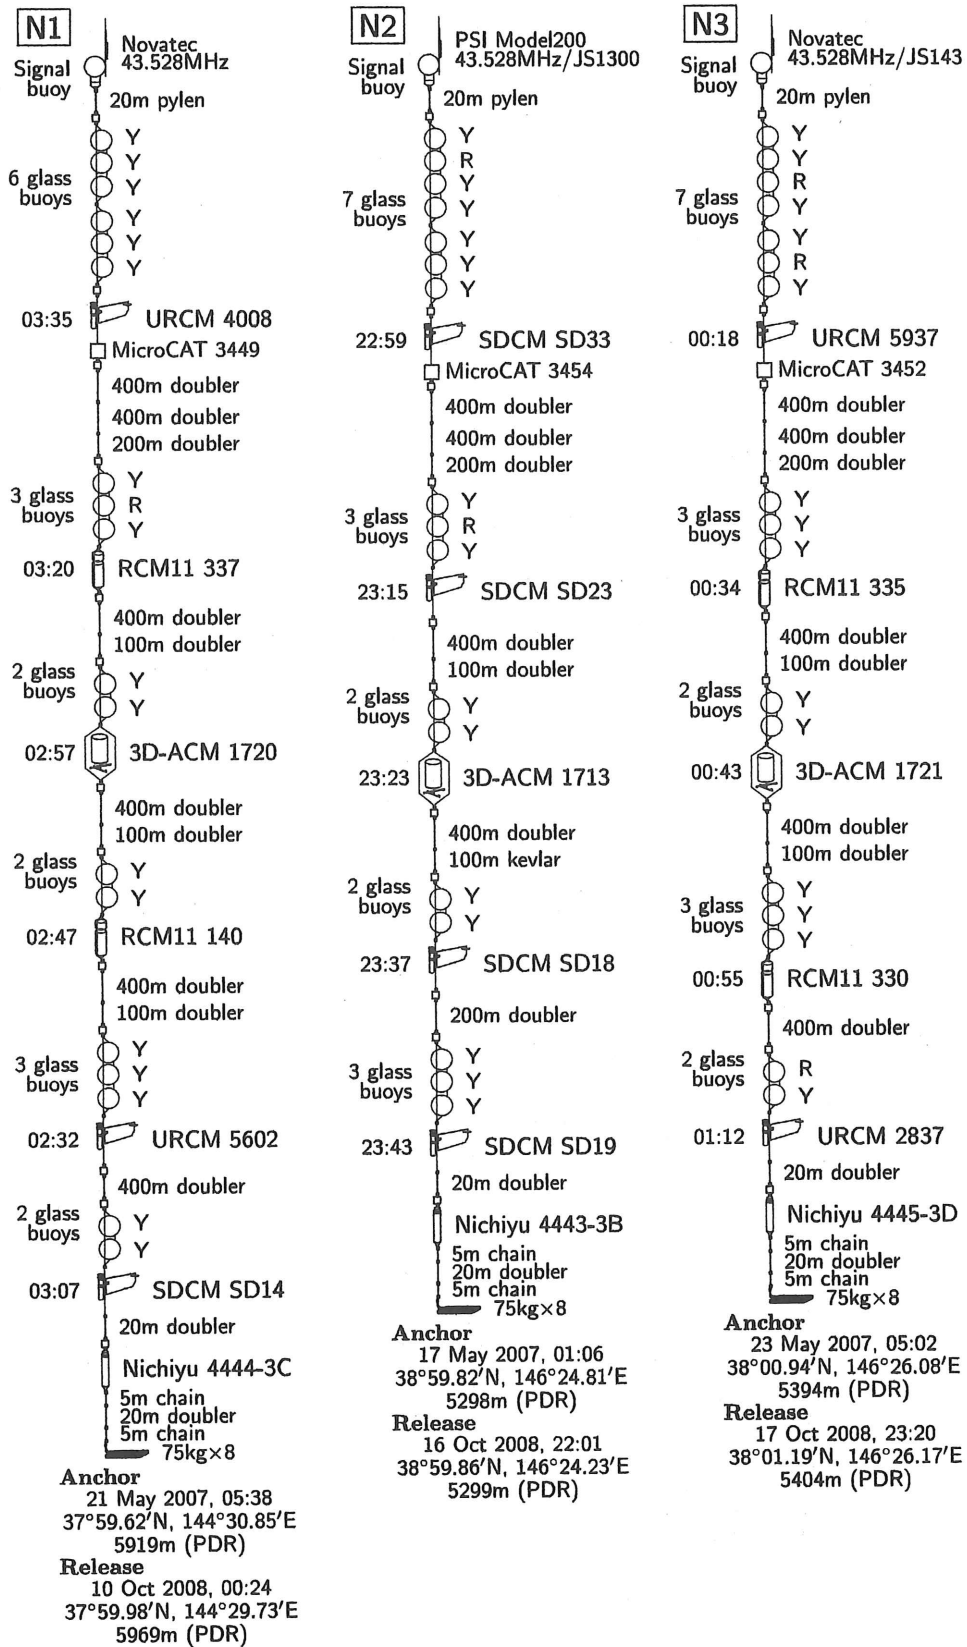 N1
Novatec
43.528MHz
Signal
buoy
20m pylen
Y
Y
6 glass
buoys
Y
Y
Y
Y
03:35
URCM 4008
MicroCAT 3449
400m doubler
400m doubler
200m doubler
3 glass
buoys
Y
R
Y
03:20
RCM11 337
400m doubler
100m doubler
2 glass
buoys
Y
Y
02:57
3D-ACM 1720
400m doubler
100m doubler
2 glass
buoys
Y
Y
02:47
RCM11 140
400m doubler
100m doubler
3 glass
buoys
Y
Y
Y
02:32
URCM 5602
400m doubler
2 glass
buoys
Y
Y
03:07
SDCM SD14
20m doubler
Nichiyu 4444-3C
5m chain
20m doubler
5m chain
75kg×8
Anchor
21 May 2007, 05:38
37°59.62′N, 144°30.85′E
5919m (PDR)
Release
10 Oct 2008, 00:24
37°59.98′N, 144°29.73′E
5969m (PDR)
N2
PSI Model200
43.528MHz/JS1300
Signal
buoy
20m pylen
Y
R
Y
7 glass
buoys
Y
Y
Y
Y
22:59
SDCM SD33
MicroCAT 3454
400m doubler
400m doubler
200m doubler
3 glass
buoys
Y
R
Y
23:15
SDCM SD23
400m doubler
100m doubler
2 glass
buoys
Y
Y
23:23
3D-ACM 1713
400m doubler
100m kevlar
2 glass
buoys
Y
Y
23:37
SDCM SD18
200m doubler
3 glass
buoys
Y
Y
Y
23:43
SDCM SD19
20m doubler
Nichiyu 4443-3B
5m chain
20m doubler
5m chain
75kg×8
Anchor
17 May 2007, 01:06
38°59.82′N, 146°24.81′E
5298m (PDR)
Release
16 Oct 2008, 22:01
38°59.86′N, 146°24.23′E
5299m (PDR)
N3
Novatec
43.528MHz/JS143
Signal
buoy
20m pylen
Y
Y
R
7 glass
buoys
Y
Y
R
Y
00:18
URCM 5937
MicroCAT 3452
400m doubler
400m doubler
200m doubler
3 glass
buoys
Y
Y
Y
00:34
RCM11 335
400m doubler
100m doubler
2 glass
buoys
Y
Y
00:43
3D-ACM 1721
400m doubler
100m doubler
3 glass
buoys
Y
Y
Y
00:55
RCM11 330
400m doubler
2 glass
buoys
R
Y
01:12
URCM 2837
20m doubler
Nichiyu 4445-3D
5m chain
20m doubler
5m chain
75kg×8
Anchor
23 May 2007, 05:02
38°00.94′N, 146°26.08′E
5394m (PDR)
Release
17 Oct 2008, 23:20
38°01.19′N, 146°26.17′E
5404m (PDR)